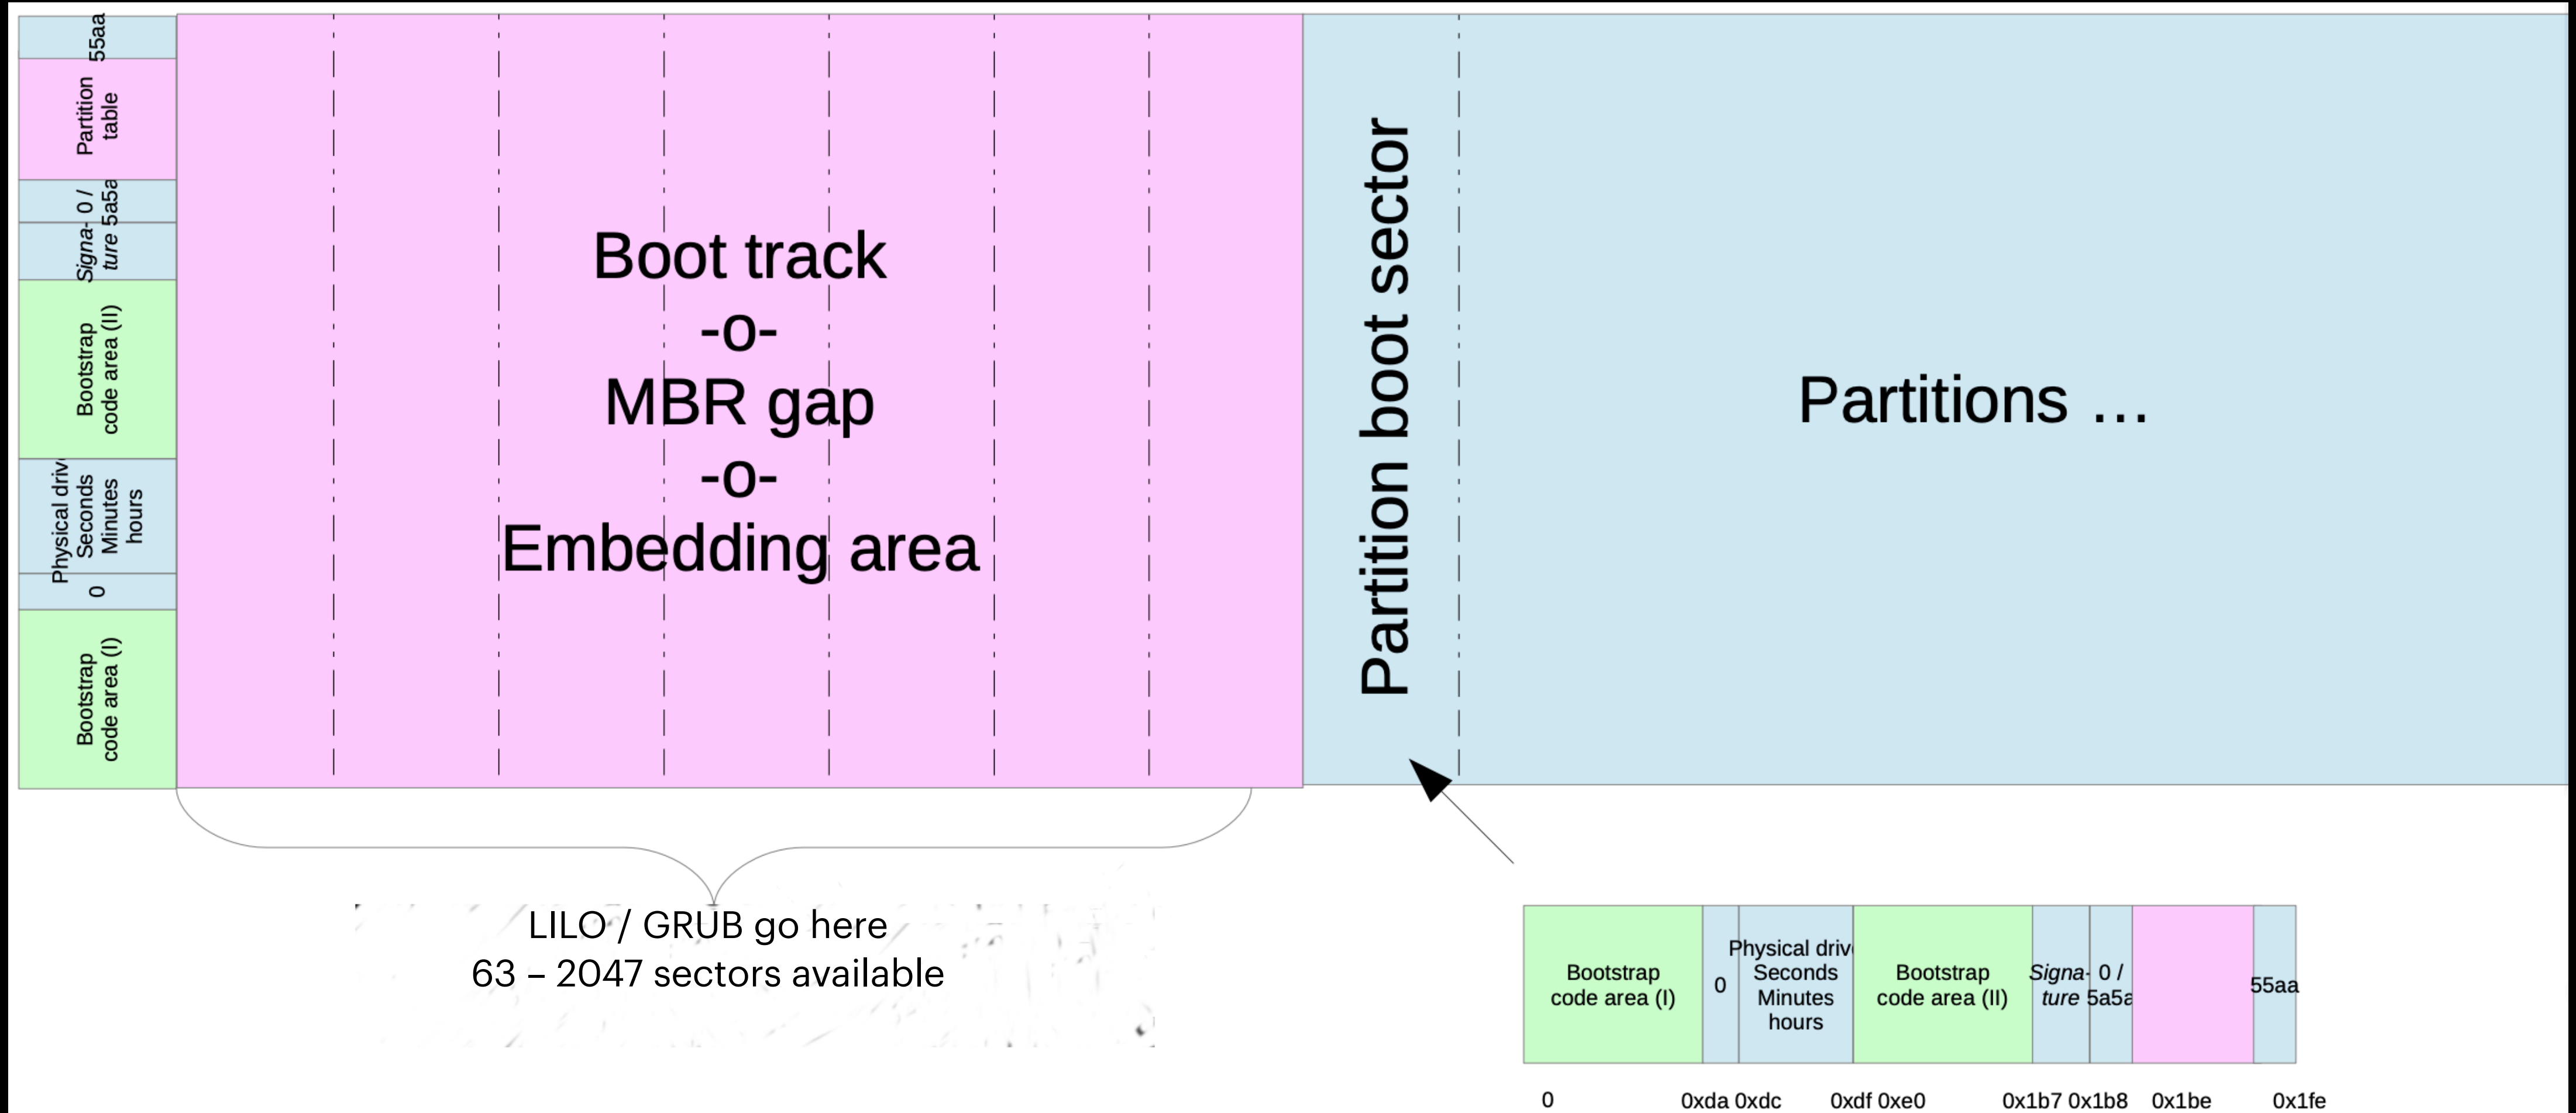 55aa
Partition
table
0 /
5a5a
Signa-
ture
Bootstrap
code area (II)
Physical driv
Seconds
Minutes
hours
0
Bootstrap
code area (I)
Boot track
-o-
MBR gap
-o-
Embedding area
Partition boot sector
Partitions …
LILO / GRUB go here
63 – 2047 sectors available
Bootstrap
code area (I)
0
Physical driv
Seconds
Minutes
hours
Bootstrap
code area (II)
Signa-
ture
0 /
5a5a
55aa
0 0xda 0xdc 0xdf 0xe0 0x1b7 0x1b8 0x1be 0x1fe